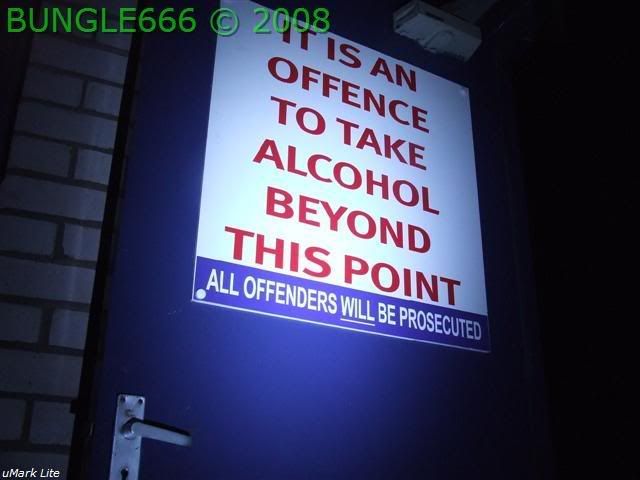 BUNGLE666 © 2008
IT IS AN
OFFENCE
TO TAKE
ALCOHOL
BEYOND
THIS POINT
ALL OFFENDERS WILL BE PROSECUTED
uMark Lite